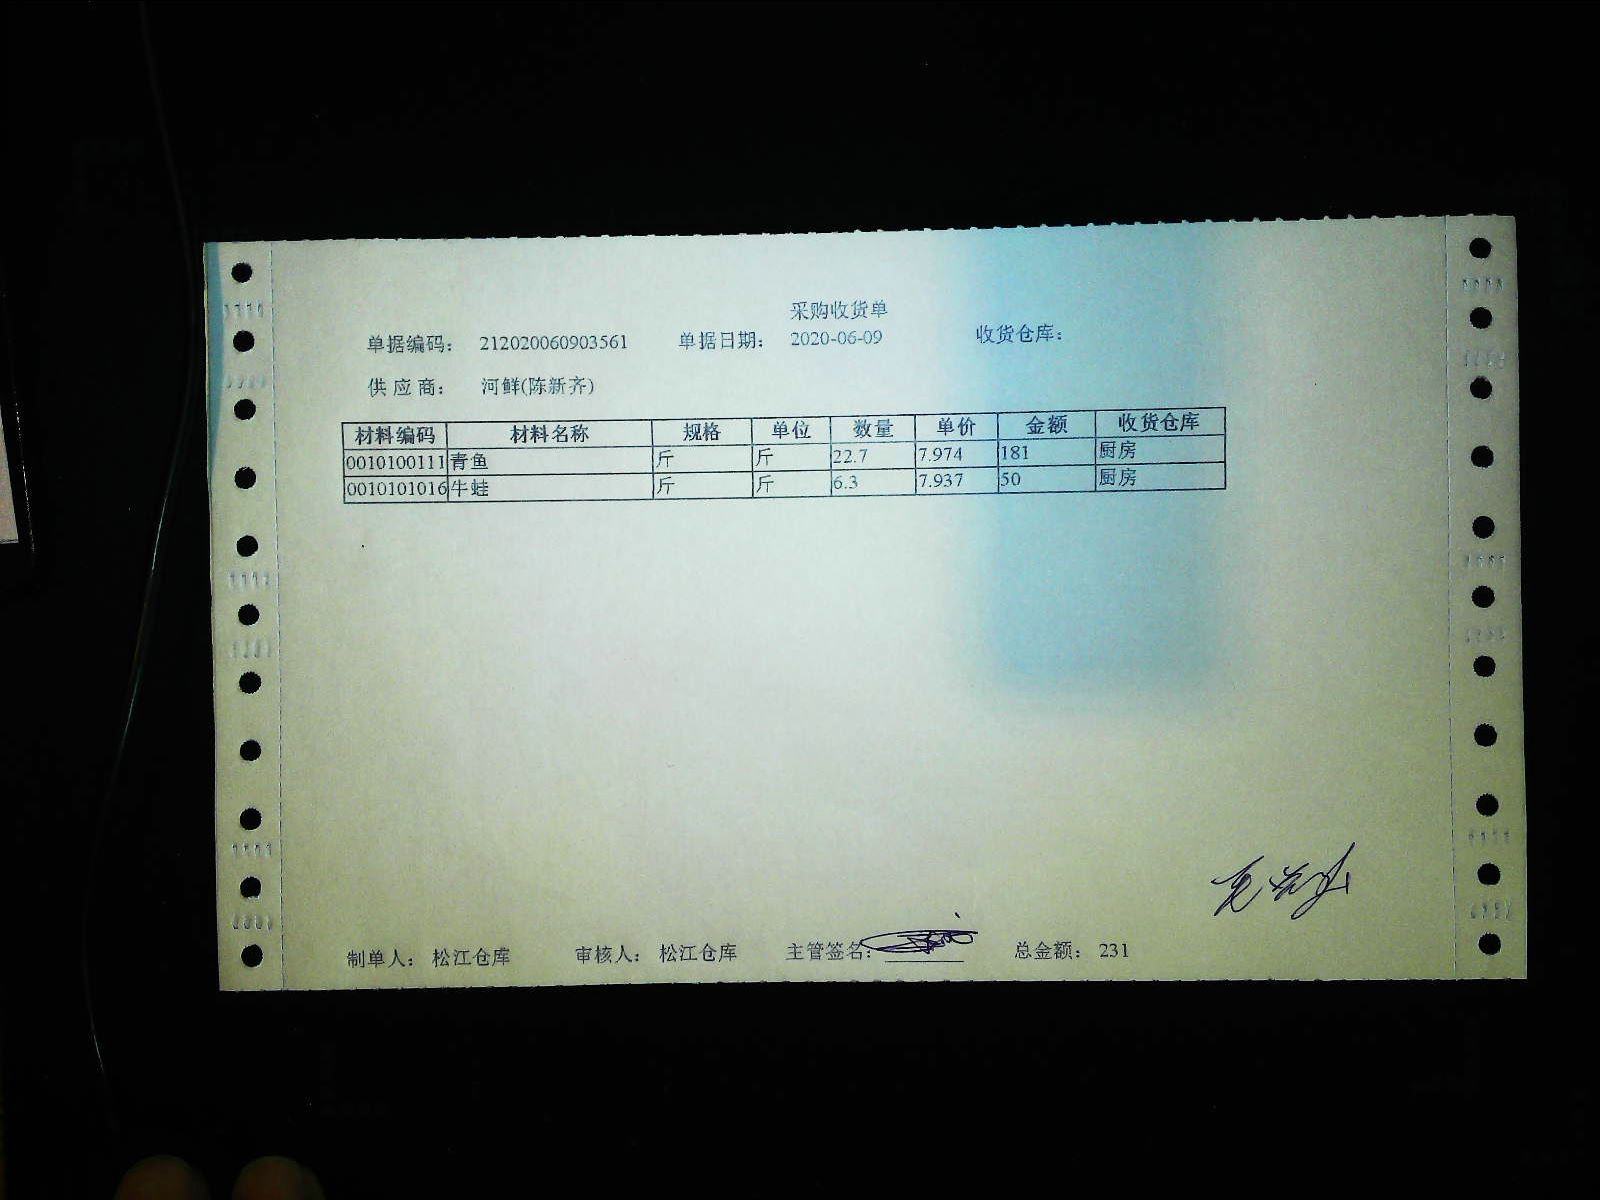 采购收货单
单据编码： 212020060903561 单据日期： 2020-06-09 收货仓库：
供应商： 河鲜(陈新齐)
材料编码 材料名称 规格 单位 数量 单价 金额 收货仓库
0010100111 青鱼 斤 斤 22.7 7.974 181 厨房
0010101016 牛蛙 斤 斤 6.3 7.937 50 厨房
制单人： 松江仓库 审核人： 松江仓库 主管签名： 总金额： 231